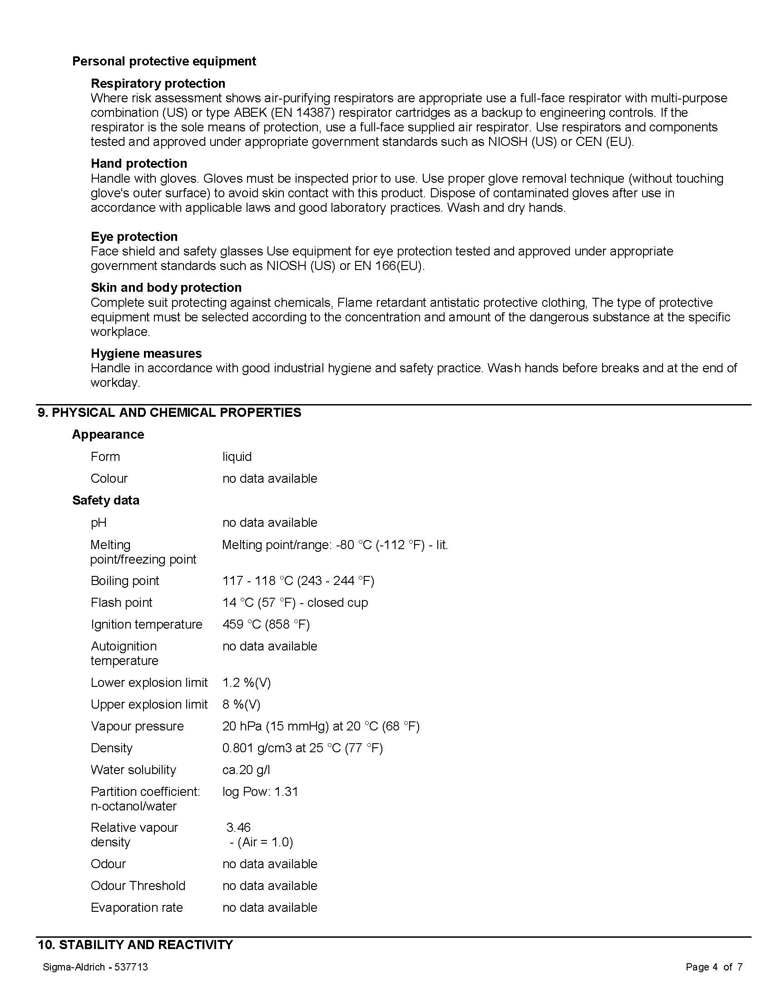 Personal protective equipment
Respiratory protection
Where risk assessment shows air-purifying respirators are appropriate use a full-face respirator with multi-purpose
combination (US) or type ABEK (EN 14387) respirator cartridges as a backup to engineering controls. If the
respirator is the sole means of protection, use a full-face supplied air respirator. Use respirators and components
tested and approved under appropriate government standards such as NIOSH (US) or CEN (EU).
Hand protection
Handle with gloves. Gloves must be inspected prior to use. Use proper glove removal technique (without touching
glove's outer surface) to avoid skin contact with this product. Dispose of contaminated gloves after use in
accordance with applicable laws and good laboratory practices. Wash and dry hands.
Eye protection
Face shield and safety glasses Use equipment for eye protection tested and approved under appropriate
government standards such as NIOSH (US) or EN 166(EU).
Skin and body protection
Complete suit protecting against chemicals, Flame retardant antistatic protective clothing, The type of protective
equipment must be selected according to the concentration and amount of the dangerous substance at the specific
workplace.
Hygiene measures
Handle in accordance with good industrial hygiene and safety practice. Wash hands before breaks and at the end of
workday.
9. PHYSICAL AND CHEMICAL PROPERTIES
Appearance
Form liquid
Colour no data available
Safety data
pH no data available
Melting Melting point/range: -80 °C (-112 °F) - lit.
point/freezing point
Boiling point 117 - 118 °C (243 - 244 °F)
Flash point 14 °C (57 °F) - closed cup
Ignition temperature 459 °C (858 °F)
Autoignition no data available
temperature
Lower explosion limit 1.2 %(V)
Upper explosion limit 8 %(V)
Vapour pressure 20 hPa (15 mmHg) at 20 °C (68 °F)
Density 0.801 g/cm3 at 25 °C (77 °F)
Water solubility ca.20 g/l
Partition coefficient: log Pow: 1.31
n-octanol/water
Relative vapour 3.46
density - (Air = 1.0)
Odour no data available
Odour Threshold no data available
Evaporation rate no data available
10. STABILITY AND REACTIVITY
Sigma-Aldrich - 537713 Page 4 of 7